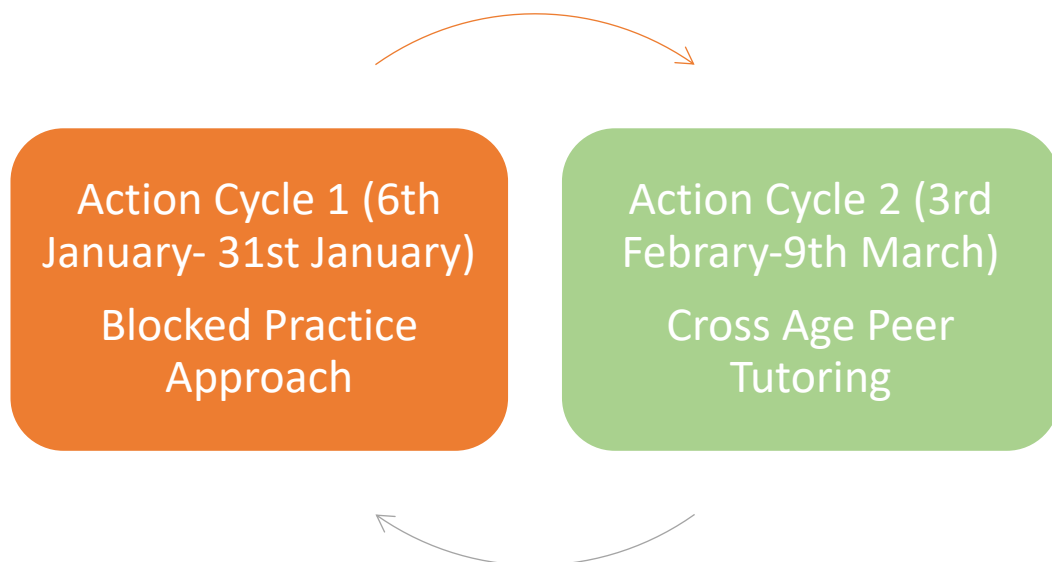 Action Cycle 1 (6th
January- 31st January)
Blocked Practice
Approach
Action Cycle 2 (3rd
Febrary-9th March)
Cross Age Peer
Tutoring